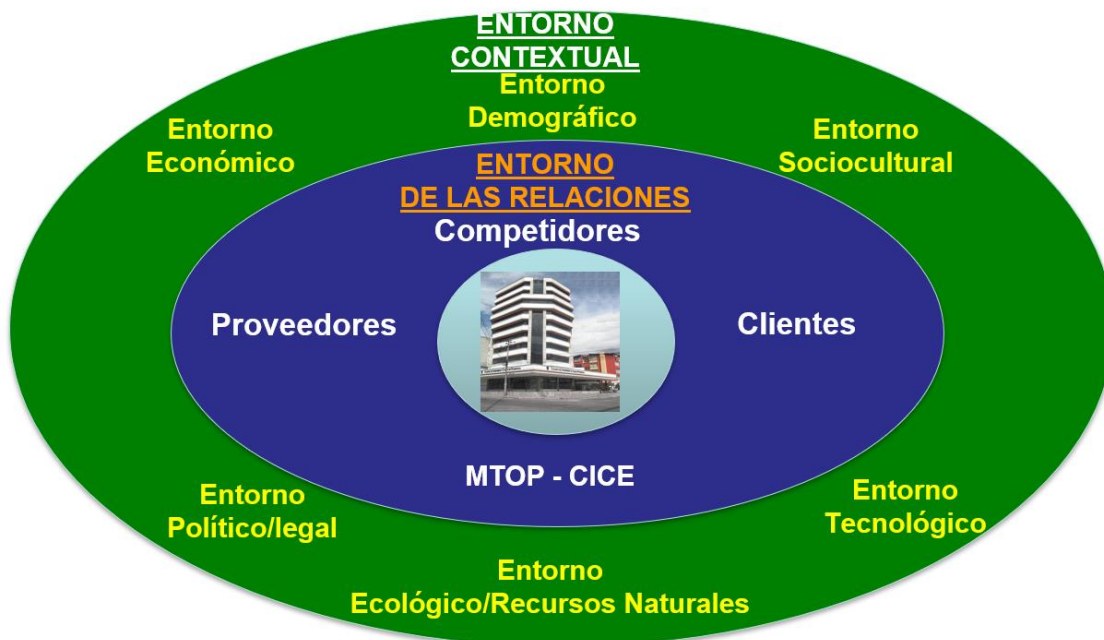 ENTORNO
CONTEXTUAL
Entorno
Demográfico
Entorno
Económico
Entorno
Sociocultural
ENTORNO
DE LAS RELACIONES
Competidores
Proveedores
Clientes
MTOP - CICE
Entorno
Político/legal
Entorno
Tecnológico
Entorno
Ecológico/Recursos Naturales